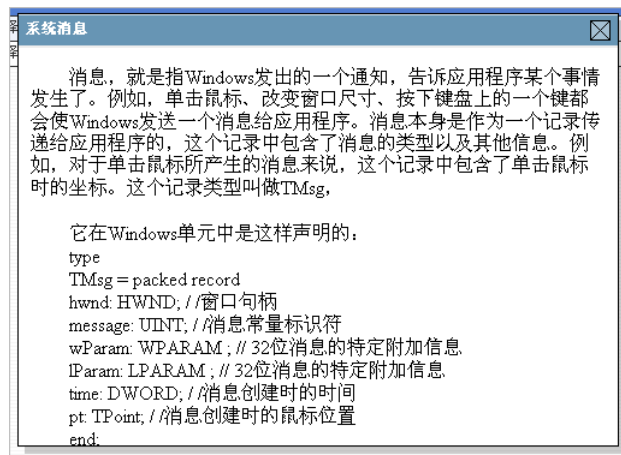 系统消息
消息，就是指Windows发出的一个通知，告诉应用程序某个事情
发生了。例如，单击鼠标、改变窗口尺寸、按下键盘上的一个键都
会使Windows发送一个消息给应用程序。消息本身是作为一个记录传
递给应用程序的，这个记录中包含了消息的类型以及其他信息。例
如，对于单击鼠标所产生的消息来说，这个记录中包含了单击鼠标
时的坐标。这个记录类型叫做TMsg，
它在Windows单元中是这样声明的：
type
TMsg = packed record
hwnd: HWND; / /窗口句柄
message: UINT; / /消息常量标识符
wParam: WPARAM ; // 32位消息的特定附加信息
lParam: LPARAM ; // 32位消息的特定附加信息
time: DWORD; / /消息创建时的时间
pt: TPoint; / /消息创建时的鼠标位置
end;